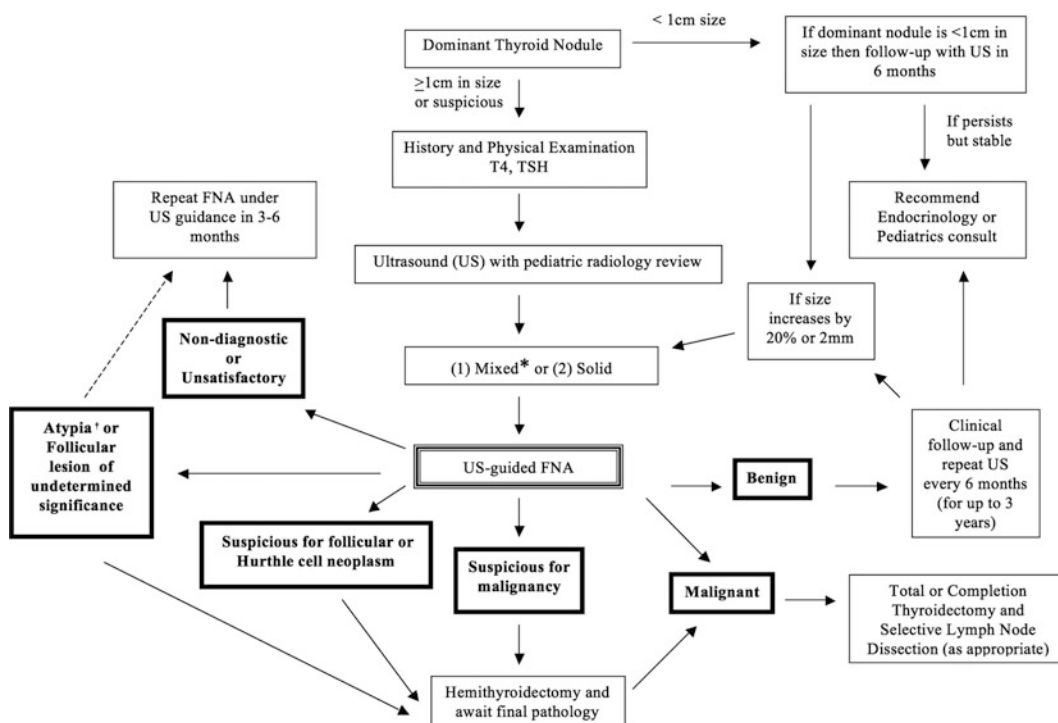 < 1cm size
Dominant Thyroid Nodule
If dominant nodule is <1cm in
size then follow-up with US in
6 months
≥1cm in size
or suspicious
If persists
but stable
History and Physical Examination
T4, TSH
Repeat FNA under
US guidance in 3-6
months
Recommend
Endocrinology or
Pediatrics consult
Ultrasound (US) with pediatric radiology review
If size
increases by
20% or 2mm
Non-diagnostic
or
Unsatisfactory
(1) Mixed* or (2) Solid
Atypia† or
Follicular
lesion of
undetermined
significance
US-guided FNA
Benign
Clinical
follow-up and
repeat US
every 6 months
(for up to 3
years)
Suspicious for follicular or
Hurthle cell neoplasm
Suspicious for
malignancy
Malignant
Total or Completion
Thyroidectomy and
Selective Lymph Node
Dissection (as appropriate)
Hemithyroidectomy and
await final pathology